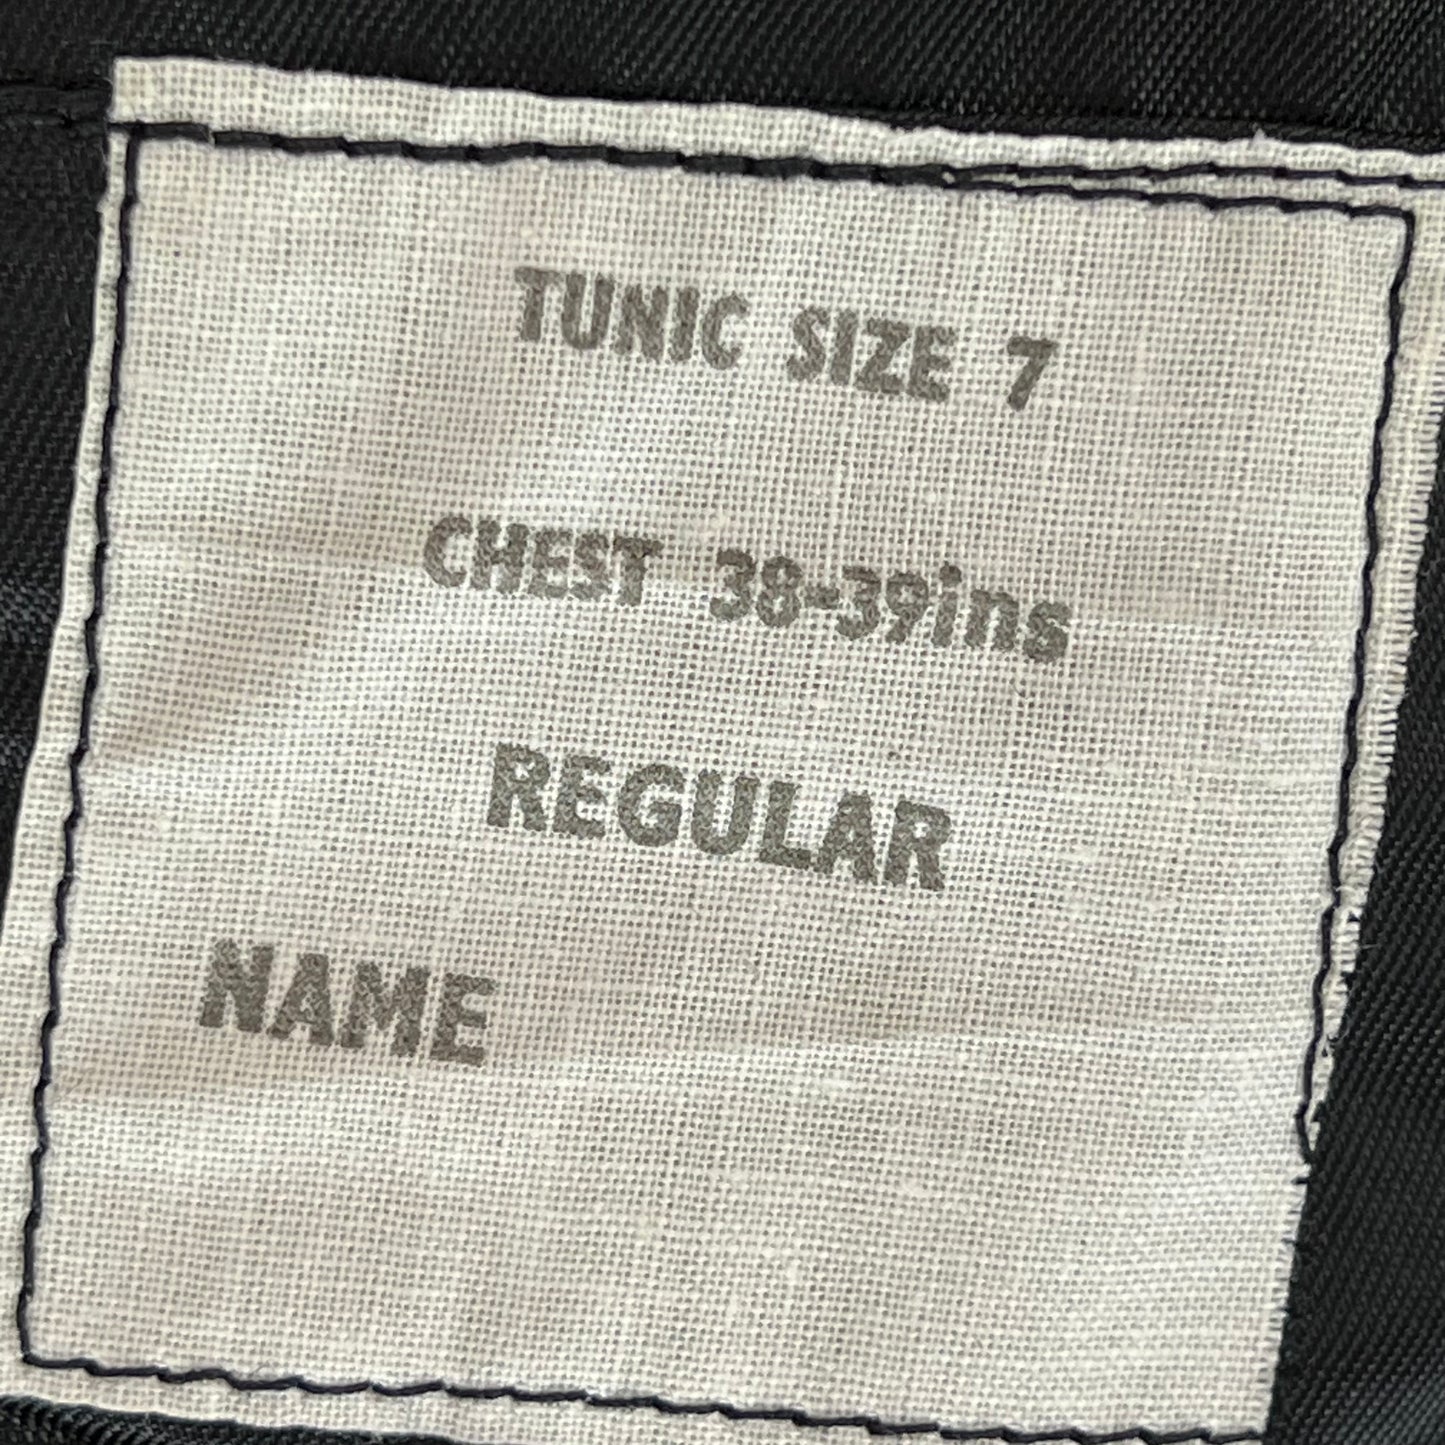 TUNIC SIZE 7
CHEST 38-39ins
REGULAR
NAME